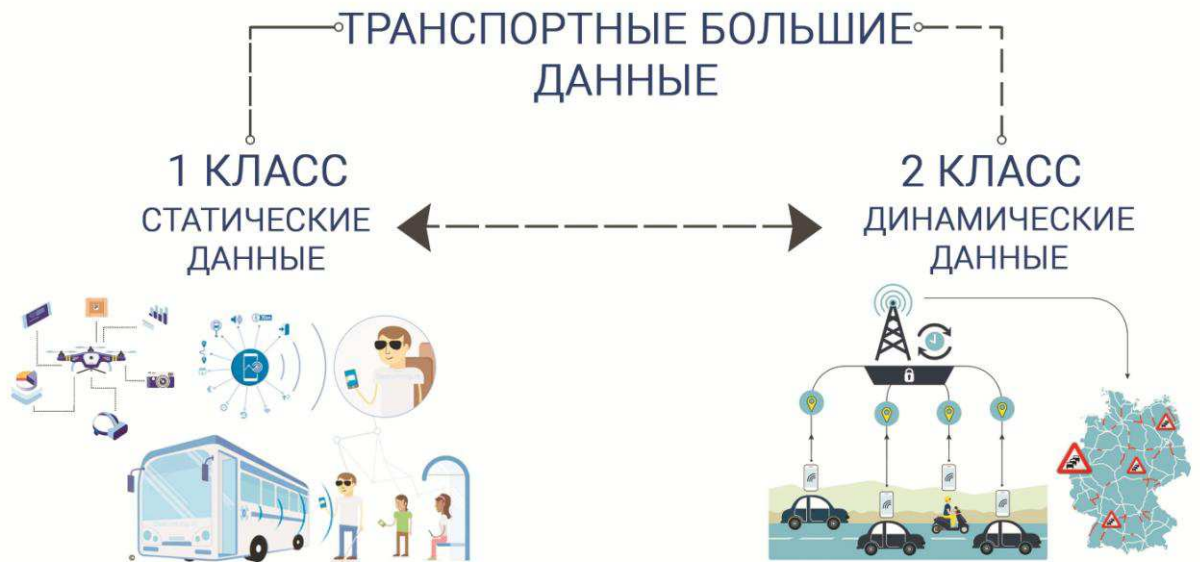 ТРАНСПОРТНЫЕ БОЛЬШИЕ
ДАННЫЕ
1 КЛАСС
СТАТИЧЕСКИЕ
ДАННЫЕ
2 КЛАСС
ДИНАМИЧЕСКИЕ
ДАННЫЕ
©